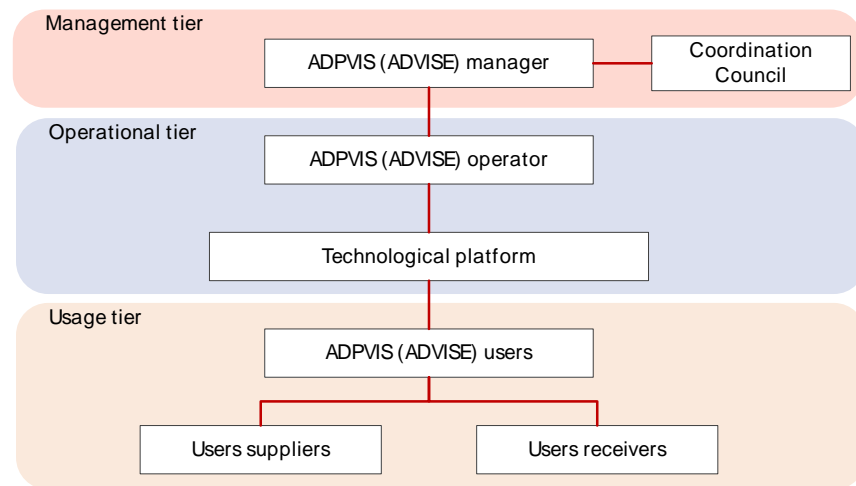 Management tier
ADPVIS (ADVISE) manager
Coordination
Council
Operational tier
ADPVIS (ADVISE) operator
Technological platform
Usage tier
ADPVIS (ADVISE) users
Users suppliers
Users receivers